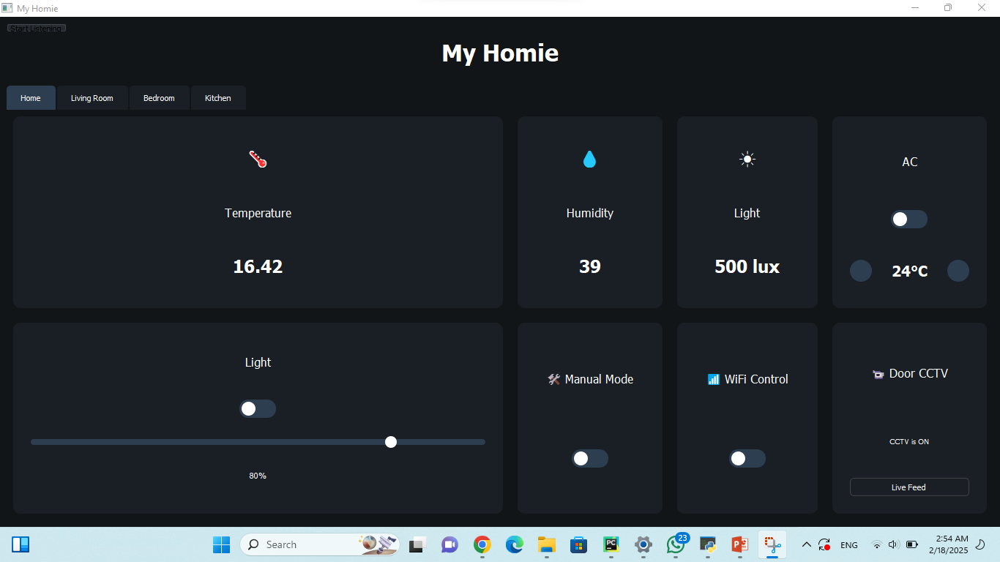 My Homie
Start Listening
My Homie
Home
Living Room
Bedroom
Kitchen
Temperature
16.42
Humidity
39
Light
500 lux
AC
24°C
Light
80%
Manual Mode
WiFi Control
Door CCTV
CCTV is ON
Live Feed
Search
PC
23
P
ENG
2:54 AM
2/18/2025